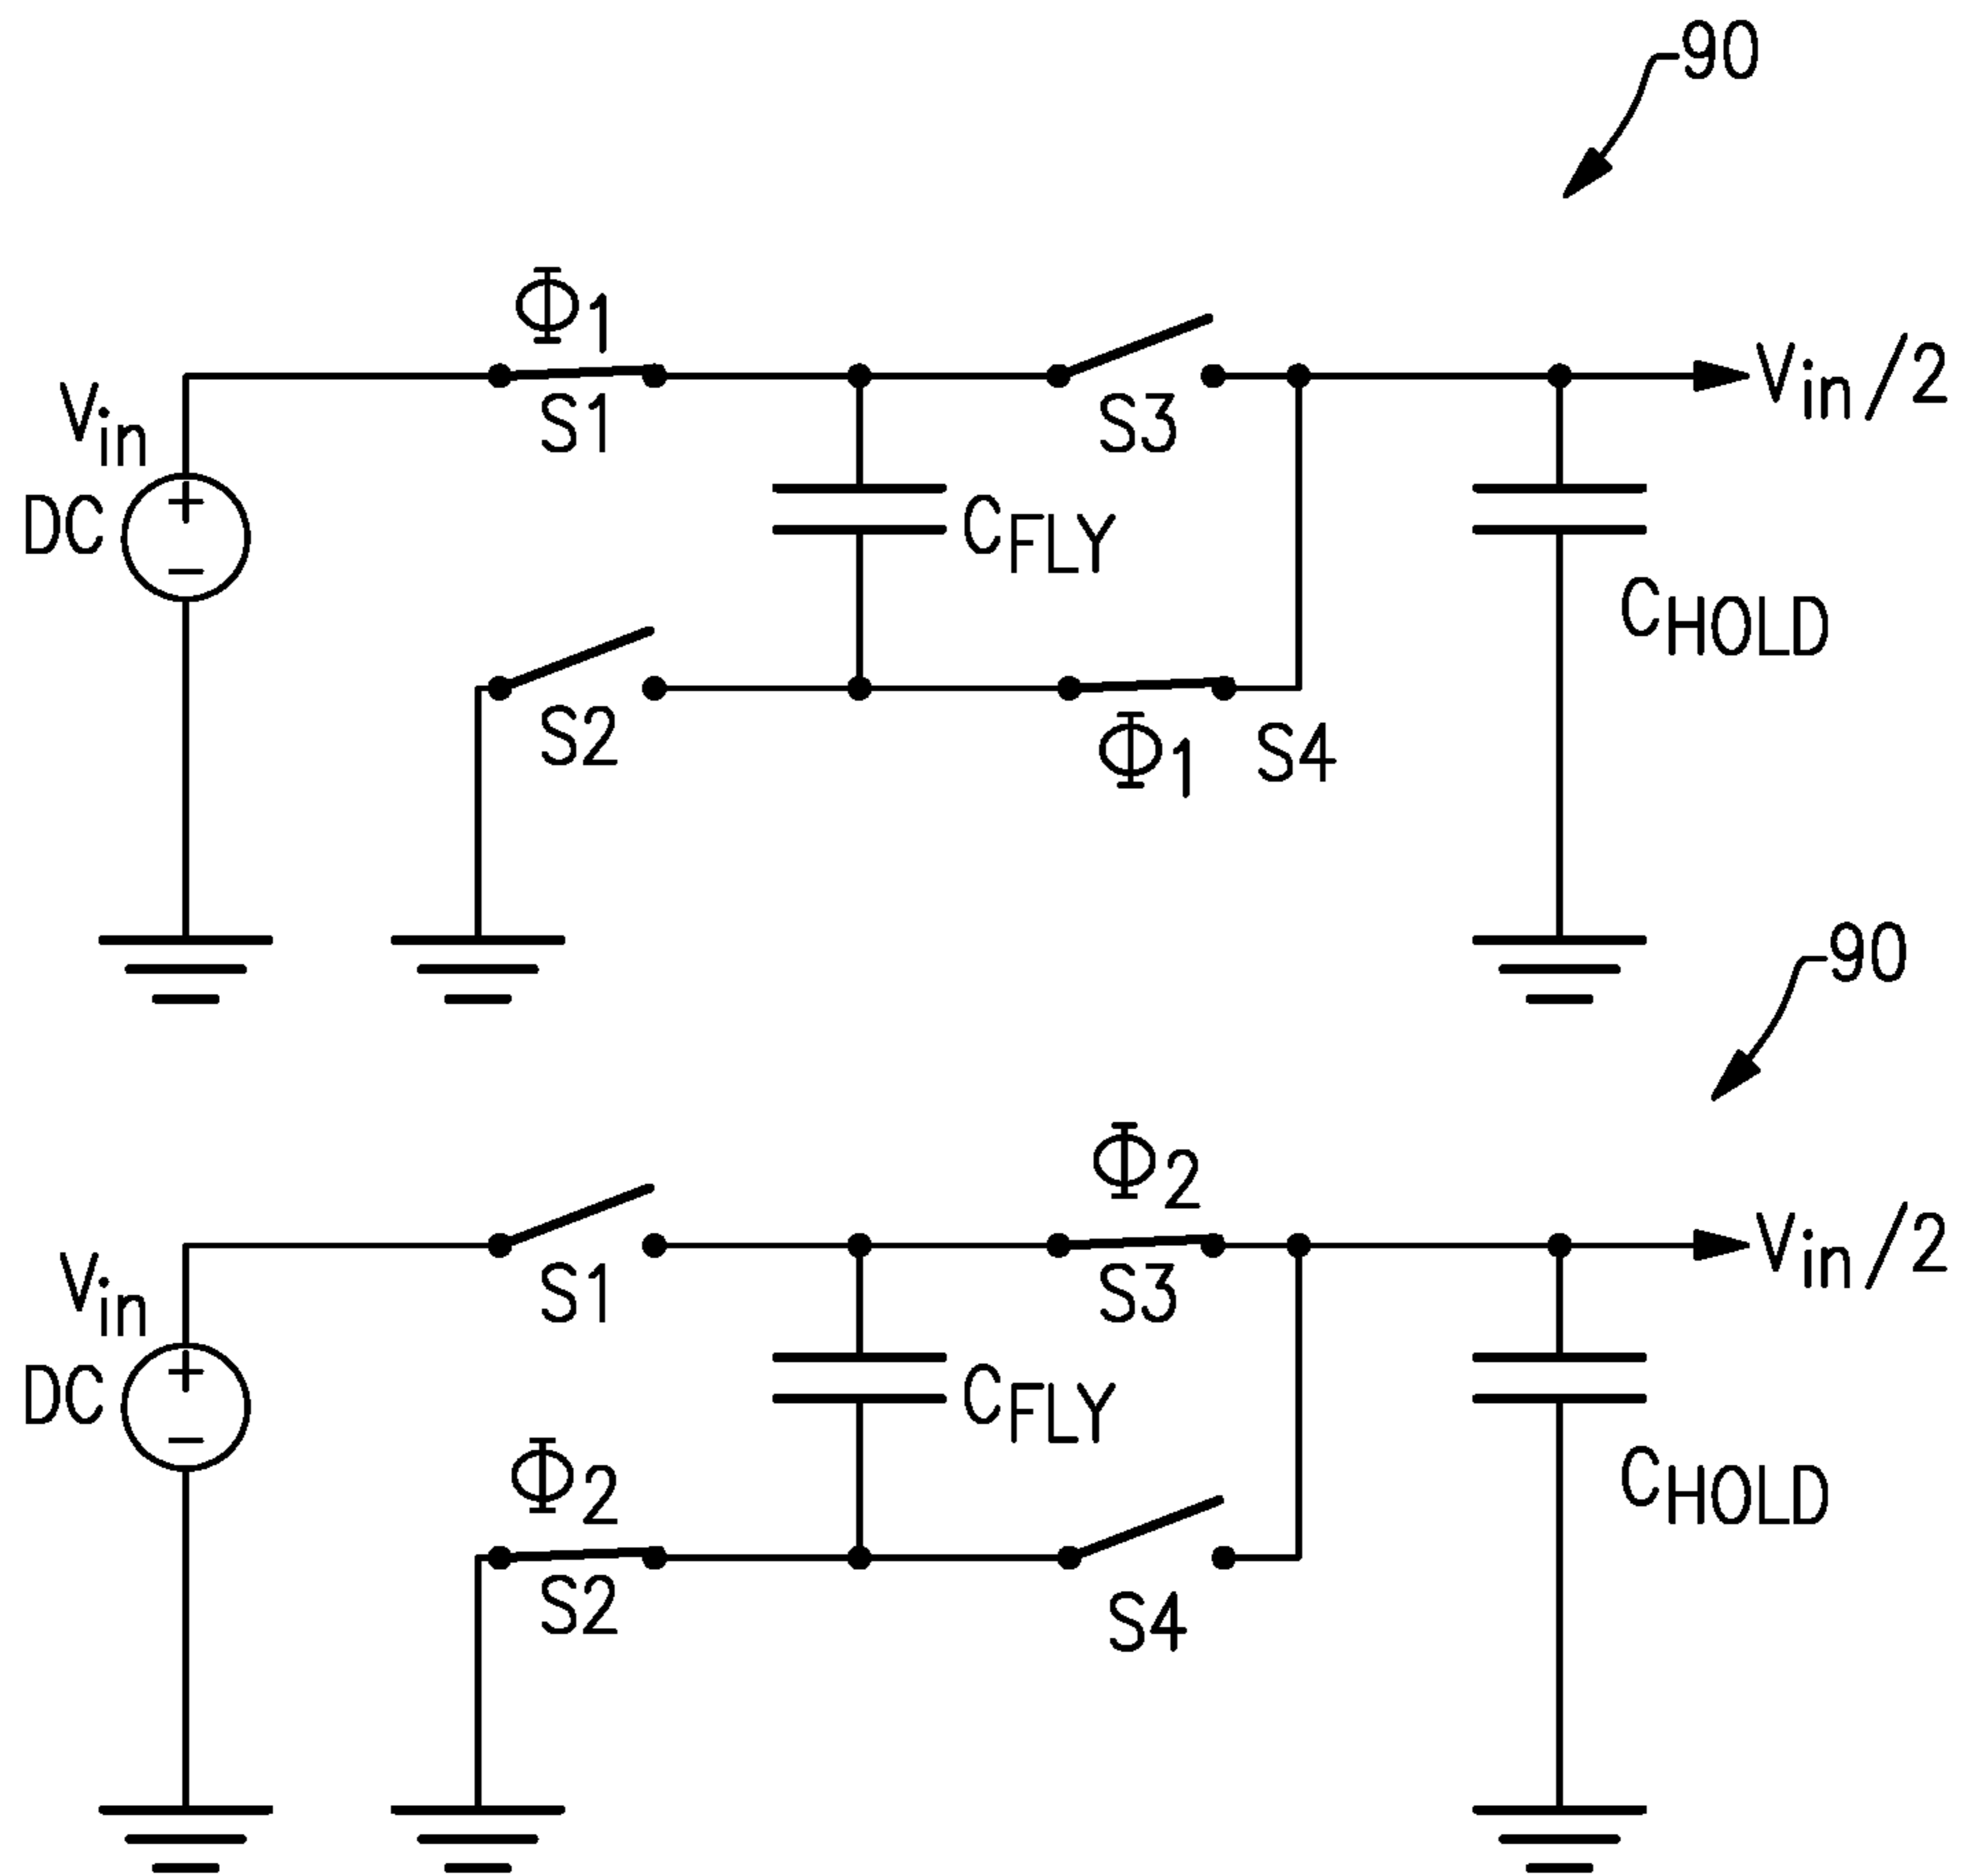 90
Φ1
Vin
S1
S3
Vin/2
DC
+
−
CFLY
CHOLD
S2
Φ1
S4
90
Φ2
Vin
S1
S3
Vin/2
DC
+
−
CFLY
Φ2
CHOLD
S2
S4